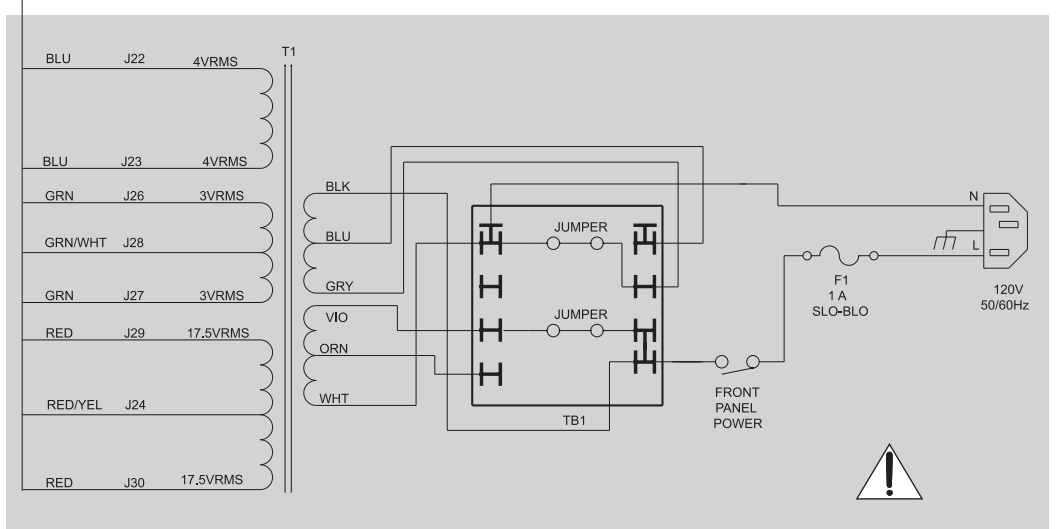 T1
BLU J22 4VRMS
BLU J23 4VRMS
GRN J26 3VRMS
GRN/WHT J28
GRN J27 3VRMS
RED J29 17.5VRMS
RED/YEL J24
RED J30 17.5VRMS
BLK
BLU
GRY
VIO
ORN
WHT
JUMPER
JUMPER
TB1
FRONT
PANEL
POWER
F1
1 A
SLO-BLO
N
L
120V
50/60Hz
!